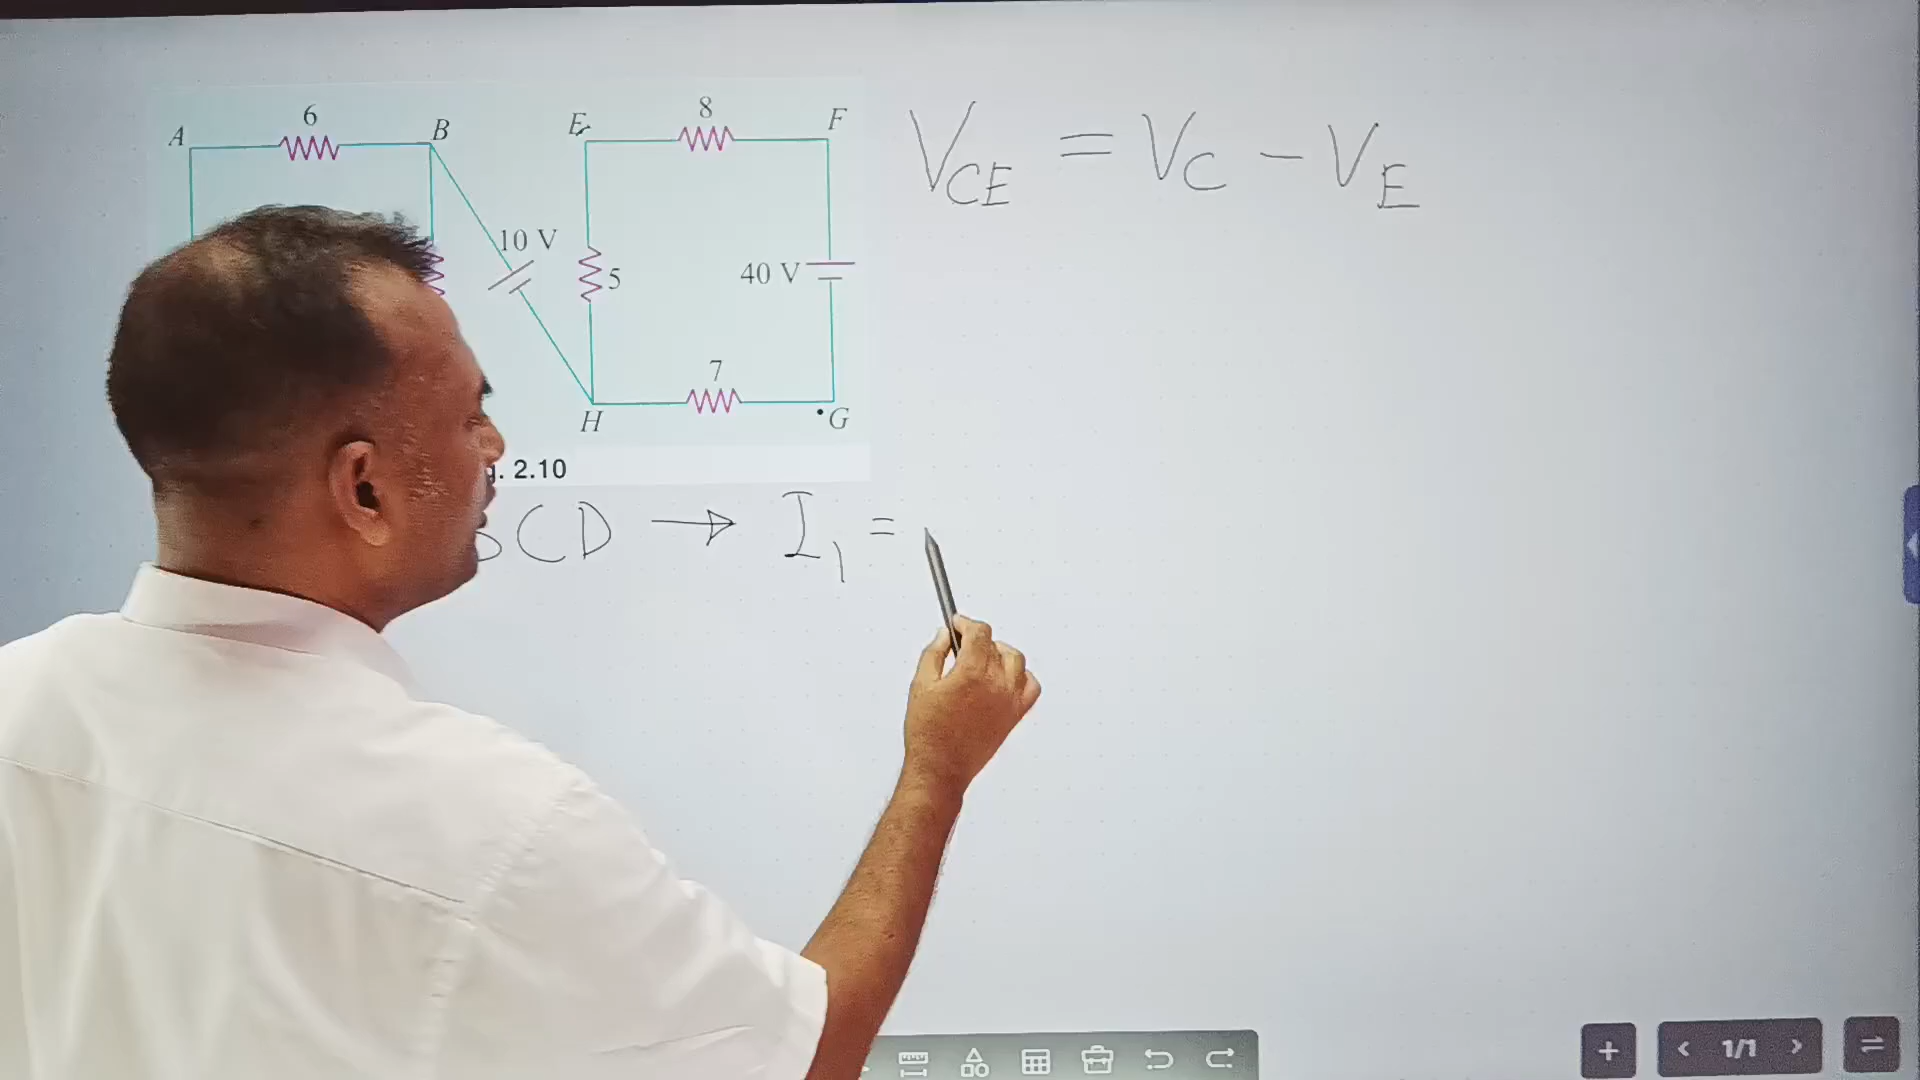 6
8
A
B
E
F
10 V
5
40 V
7
H
G
. 2.10
V_CE = V_C - V_E
CD → I_1 =
1/1